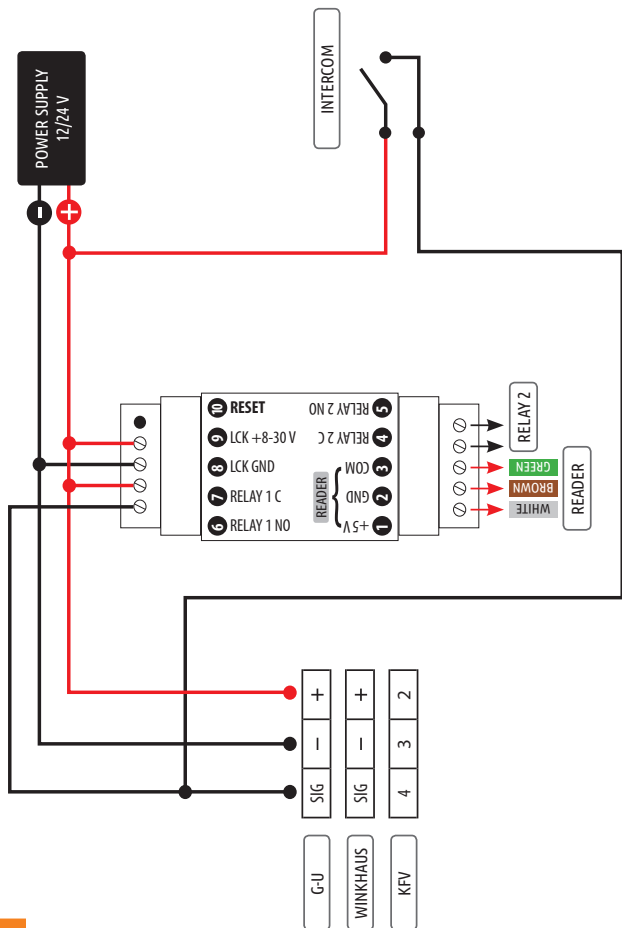 POWER SUPPLY
12/24 V
-
+
INTERCOM
10 RESET
9 LCK +8-30 V
8 LCK GND
7 RELAY 1 C
6 RELAY 1 NO
RELAY 2 NO 5
RELAY 2 C 4
COM 3
GND 2
+5 V 1
READER
RELAY 2
GREEN
BROWN
WHITE
READER
+ + 2
− − 3
SIG SIG 4
G-U
WINKHAUS
KFV